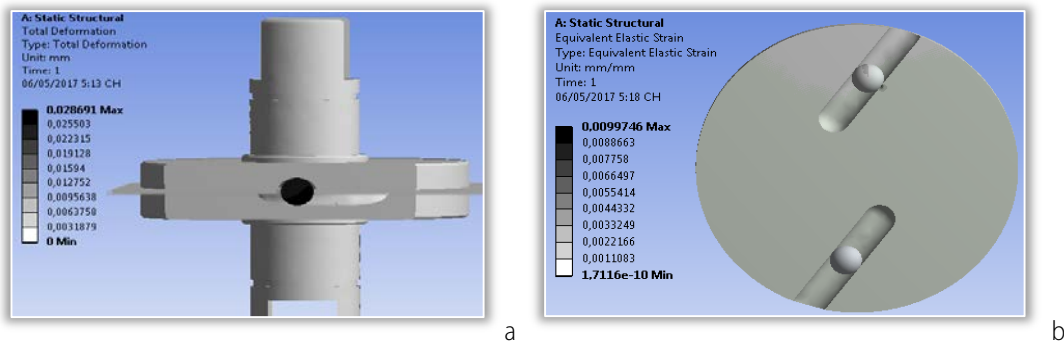 A: Static Structural
Total Deformation
Type: Total Deformation
Unit: mm
Time: 1
06/05/2017 5:13 CH
0.028691 Max
0,025503
0,022315
0,019128
0,01594
0,012752
0,0095638
0,0063758
0,0031879
0 Min
a
A: Static Structural
Equivalent Elastic Strain
Type: Equivalent Elastic Strain
Unit: mm/mm
Time: 1
06/05/2017 5:18 CH
0,0099746 Max
0,0088663
0,007758
0,0066497
0,0055414
0,0044332
0,0033249
0,0022166
0,0011083
1,7116e-10 Min
b